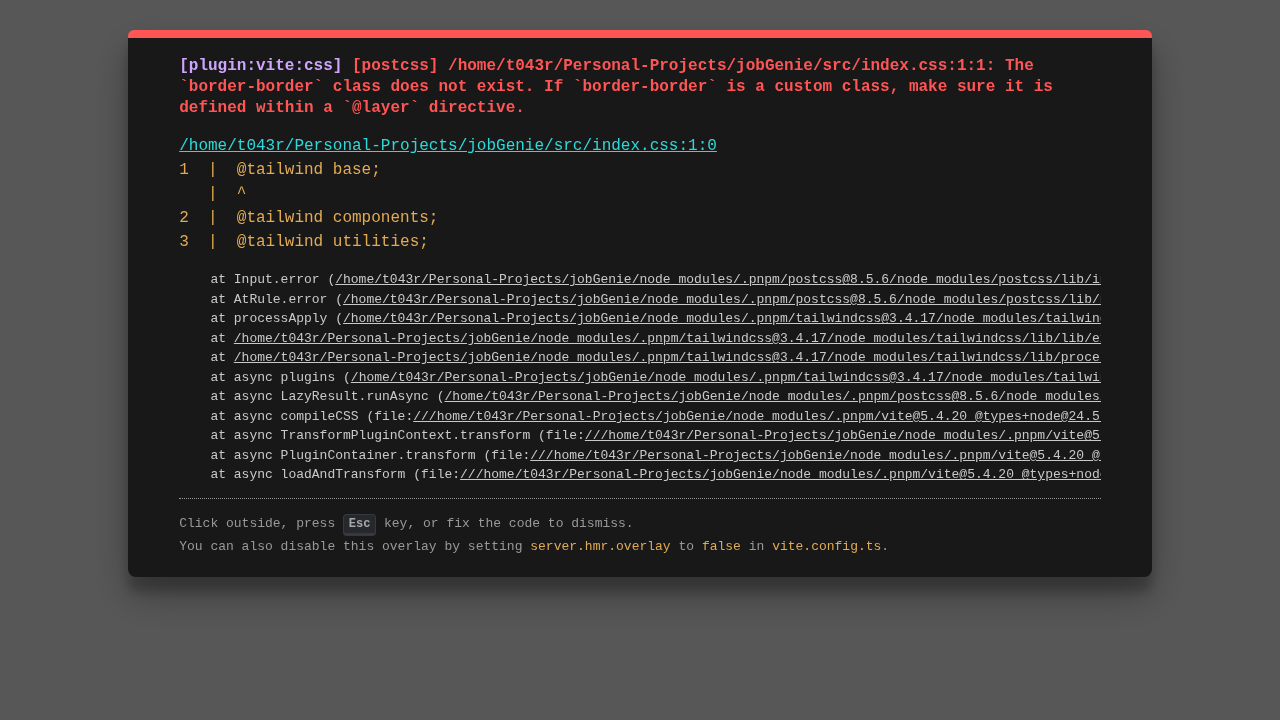 [plugin:vite:css] [postcss] /home/t043r/Personal-Projects/jobGenie/src/index.css:1:1: The
`border-border` class does not exist. If `border-border` is a custom class, make sure it is
defined within a `@layer` directive.
/home/t043r/Personal-Projects/jobGenie/src/index.css:1:0
1  |  @tailwind base;
   |  ^
2  |  @tailwind components;
3  |  @tailwind utilities;
at Input.error (/home/t043r/Personal-Projects/jobGenie/node_modules/.pnpm/postcss@8.5.6/node_modules/postcss/lib/i
at AtRule.error (/home/t043r/Personal-Projects/jobGenie/node_modules/.pnpm/postcss@8.5.6/node_modules/postcss/lib/
at processApply (/home/t043r/Personal-Projects/jobGenie/node_modules/.pnpm/tailwindcss@3.4.17/node_modules/tailwin
at /home/t043r/Personal-Projects/jobGenie/node_modules/.pnpm/tailwindcss@3.4.17/node_modules/tailwindcss/lib/lib/e
at /home/t043r/Personal-Projects/jobGenie/node_modules/.pnpm/tailwindcss@3.4.17/node_modules/tailwindcss/lib/proce
at async plugins (/home/t043r/Personal-Projects/jobGenie/node_modules/.pnpm/tailwindcss@3.4.17/node_modules/tailwi
at async LazyResult.runAsync (/home/t043r/Personal-Projects/jobGenie/node_modules/.pnpm/postcss@8.5.6/node_modules
at async compileCSS (file:///home/t043r/Personal-Projects/jobGenie/node_modules/.pnpm/vite@5.4.20_@types+node@24.5
at async TransformPluginContext.transform (file:///home/t043r/Personal-Projects/jobGenie/node_modules/.pnpm/vite@5
at async PluginContainer.transform (file:///home/t043r/Personal-Projects/jobGenie/node_modules/.pnpm/vite@5.4.20_@
at async loadAndTransform (file:///home/t043r/Personal-Projects/jobGenie/node_modules/.pnpm/vite@5.4.20_@types+nod
Click outside, press Esc key, or fix the code to dismiss.
You can also disable this overlay by setting server.hmr.overlay to false in vite.config.ts.